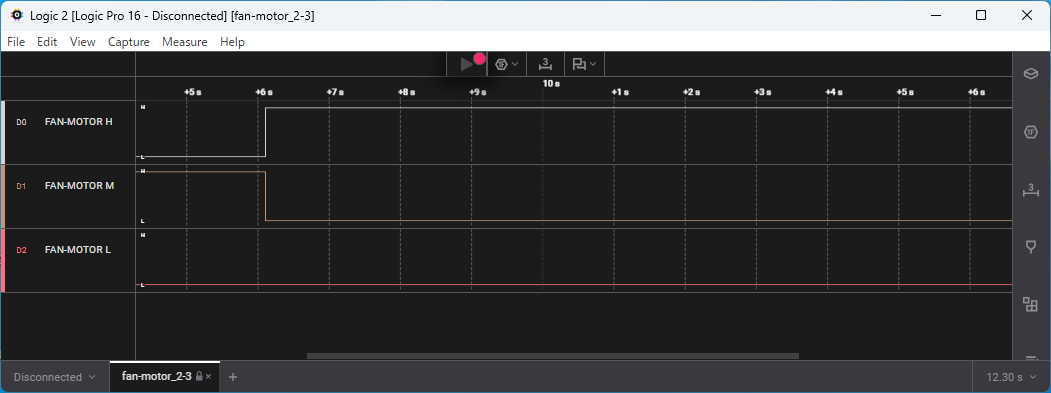 Logic 2 [Logic Pro 16 - Disconnected] [fan-motor_2-3]
File Edit View Capture Measure Help
1F 3
10 s
+5 s +6 s +7 s +8 s +9 s +1 s +2 s +3 s +4 s +5 s +6 s
H
D0 FAN-MOTOR H
1F
L
H
D1 FAN-MOTOR M
3
L
H
D2 FAN-MOTOR L
L
Disconnected fan-motor_2-3 × + 12.30 s